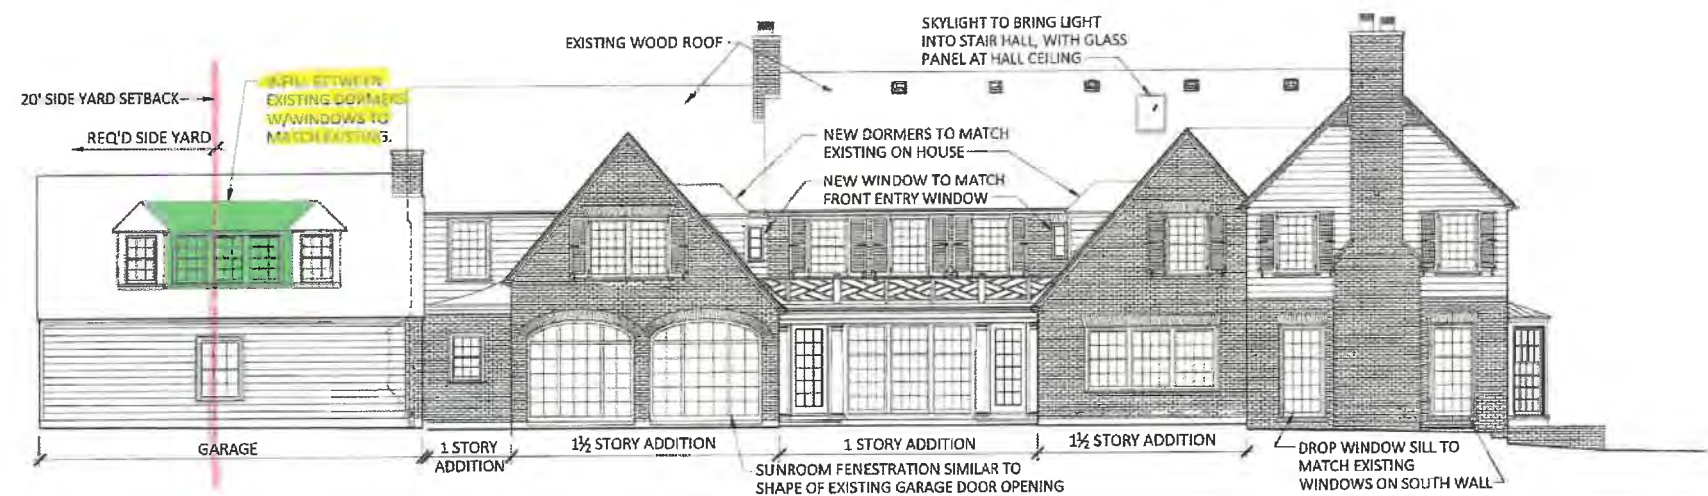 EXISTING WOOD ROOF
SKYLIGHT TO BRING LIGHT
INTO STAIR HALL, WITH GLASS
PANEL AT HALL CEILING
20' SIDE YARD SETBACK
REQ'D SIDE YARD
INFILL BETWEEN
EXISTING DORMERS
W/WINDOWS TO
MATCH EXISTING.
NEW DORMERS TO MATCH
EXISTING ON HOUSE
NEW WINDOW TO MATCH
FRONT ENTRY WINDOW
GARAGE
1 STORY
ADDITION
1½ STORY ADDITION
1 STORY ADDITION
1½ STORY ADDITION
SUNROOM FENESTRATION SIMILAR TO
SHAPE OF EXISTING GARAGE DOOR OPENING
DROP WINDOW SILL TO
MATCH EXISTING
WINDOWS ON SOUTH WALL